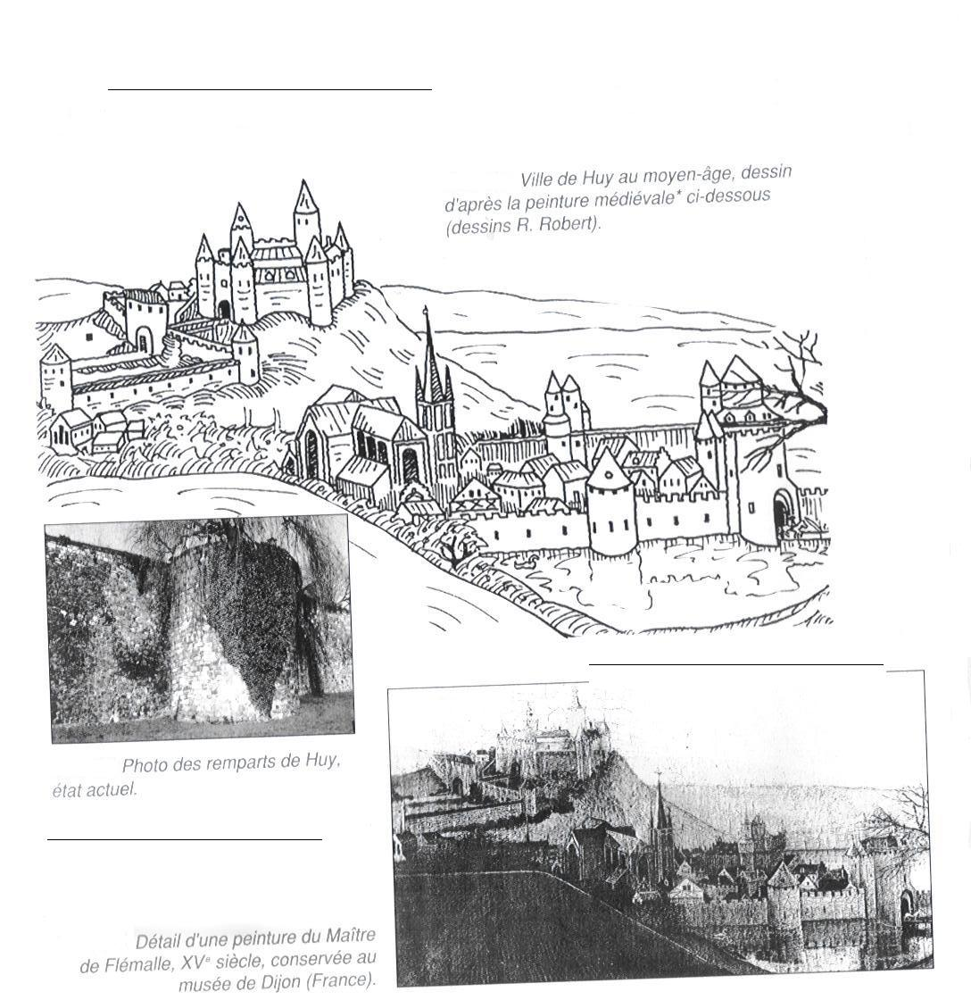 Ville de Huy au moyen-âge, dessin
d'après la peinture médiévale* ci-dessous
(dessins R. Robert).
Photo des remparts de Huy,
état actuel.
Détail d'une peinture du Maître
de Flémalle, XVe siècle, conservée au
musée de Dijon (France).